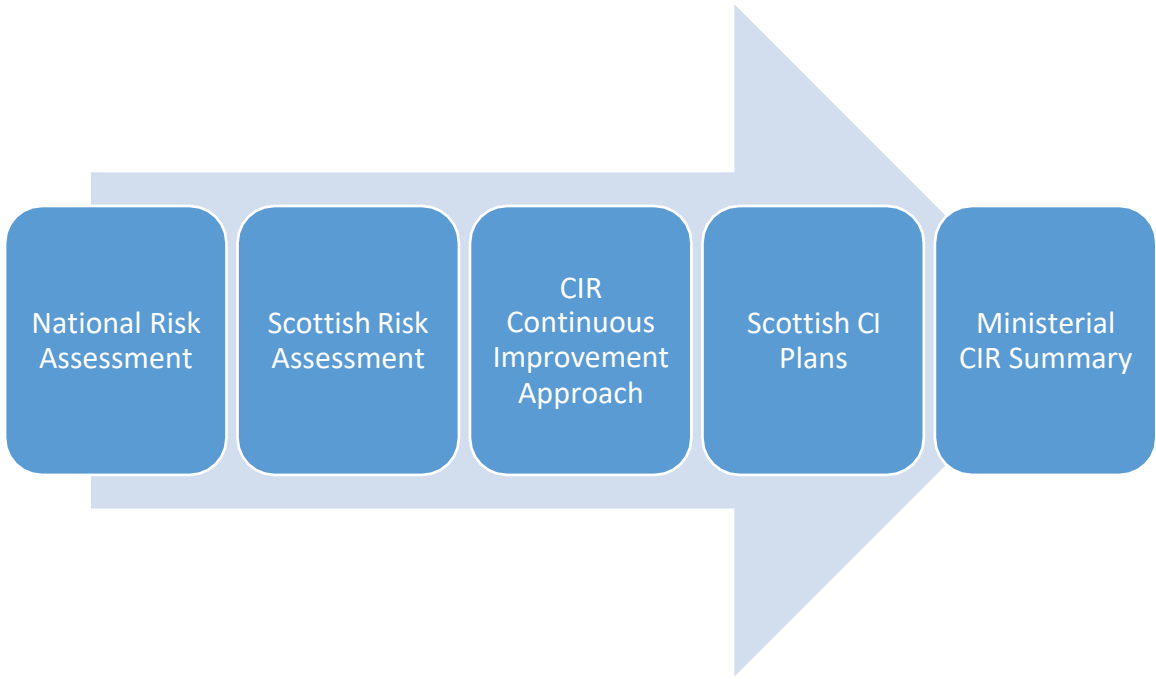 National Risk
Assessment
Scottish Risk
Assessment
CIR
Continuous
Improvement
Approach
Scottish CI
Plans
Ministerial
CIR Summary